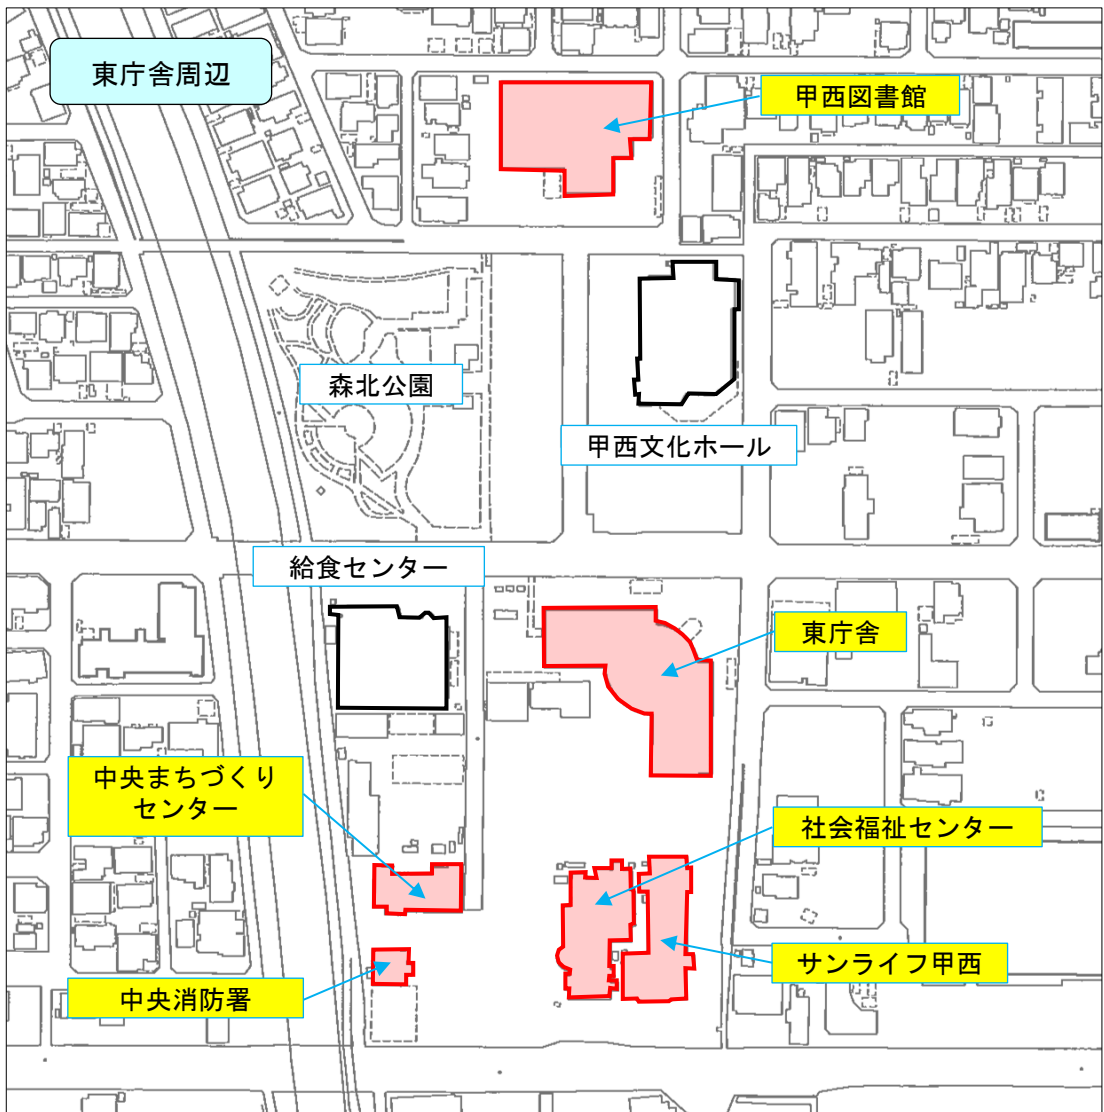 東庁舎周辺
甲西図書館
森北公園
甲西文化ホール
給食センター
東庁舎
中央まちづくり
センター
社会福祉センター
サンライフ甲西
中央消防署